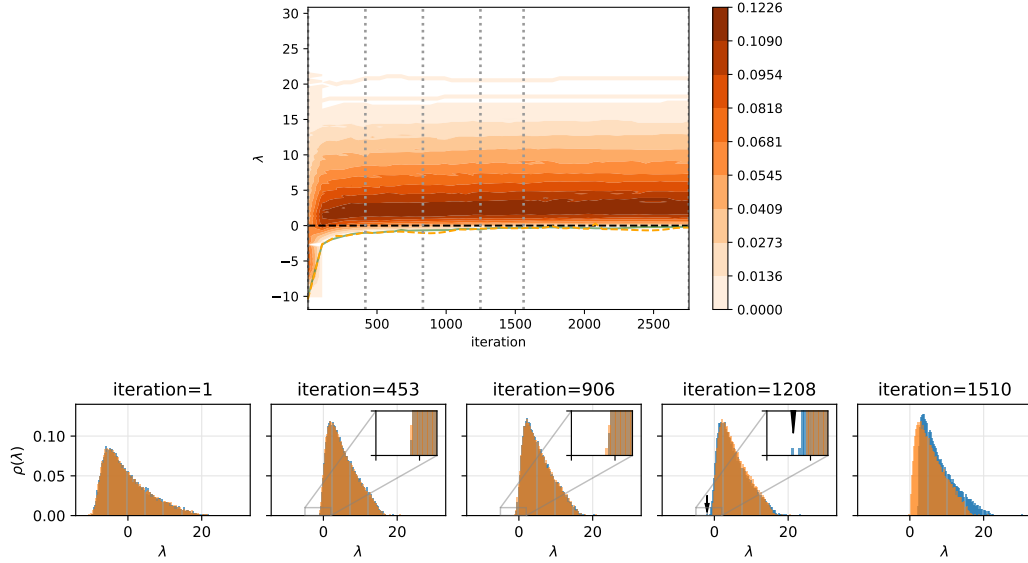 30
25
20
15
10
5
0
−5
−10
λ
500
1000
1500
2000
2500
iteration
0.1226
0.1090
0.0954
0.0818
0.0681
0.0545
0.0409
0.0273
0.0136
0.0000
iteration=1
iteration=453
iteration=906
iteration=1208
iteration=1510
ρ(λ)
0.10
0.05
0.00
0 20
0 20
0 20
0 20
0 20
λ
λ
λ
λ
λ